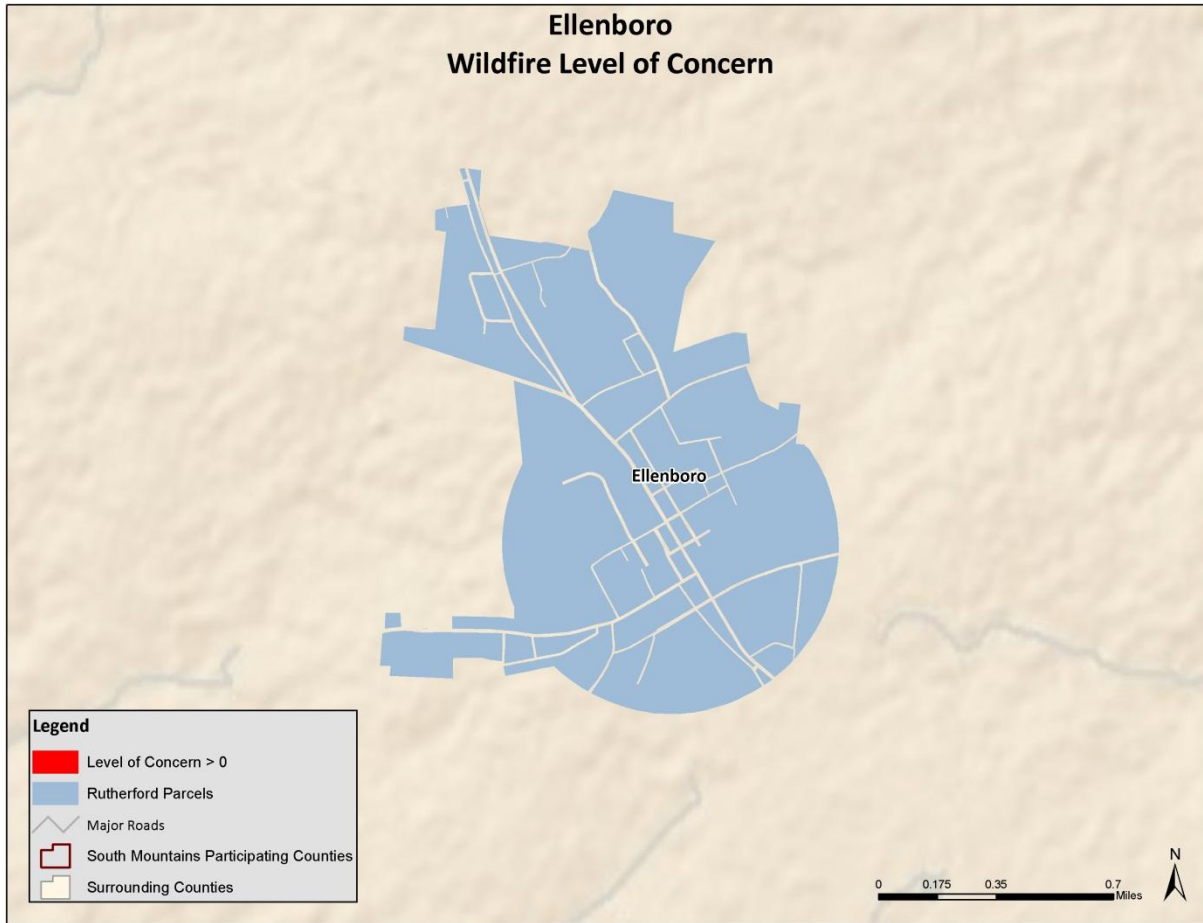 Ellenboro
Wildfire Level of Concern
Ellenboro
Legend
Level of Concern > 0
Rutherford Parcels
Major Roads
South Mountains Participating Counties
Surrounding Counties
N
0 0.175 0.35 0.7
Miles